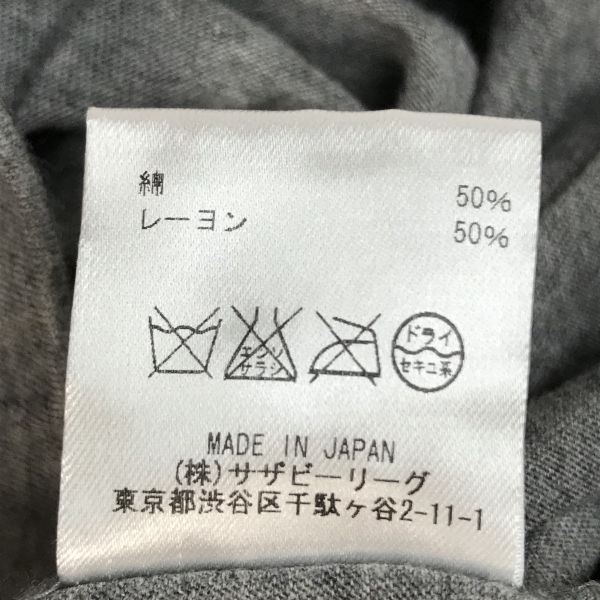 綿 50%
レーヨン 50%
エンソ
サラシ
ドライ
セキユ系
MADE IN JAPAN
(株)サザビーリーグ
東京都渋谷区千駄ヶ谷2-11-1